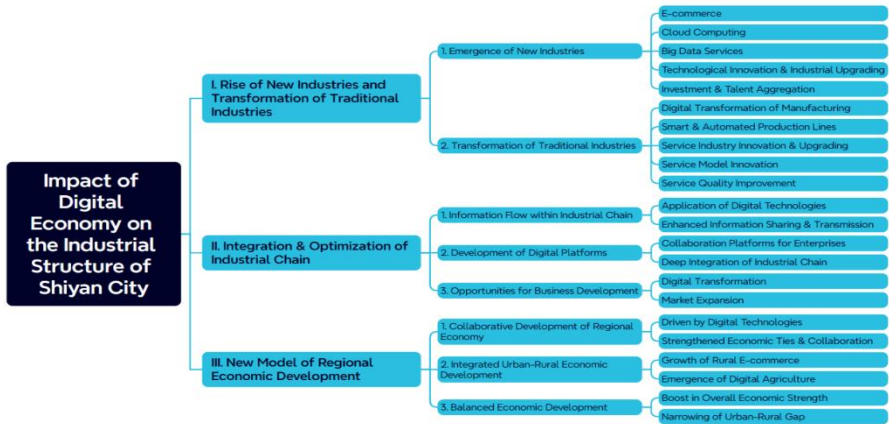 Impact of
Digital
Economy on
the Industrial
Structure of
Shiyan City
I. Rise of New Industries and
Transformation of Traditional
Industries
1. Emergence of New Industries
E-commerce
Cloud Computing
Big Data Services
Technological Innovation & Industrial Upgrading
Investment & Talent Aggregation
2. Transformation of Traditional Industries
Digital Transformation of Manufacturing
Smart & Automated Production Lines
Service Industry Innovation & Upgrading
Service Model Innovation
Service Quality Improvement
II. Integration & Optimization of
Industrial Chain
1. Information Flow within Industrial Chain
Application of Digital Technologies
Enhanced Information Sharing & Transmission
2. Development of Digital Platforms
Collaboration Platforms for Enterprises
Deep Integration of Industrial Chain
3. Opportunities for Business Development
Digital Transformation
Market Expansion
III. New Model of Regional
Economic Development
1. Collaborative Development of Regional
Economy
Driven by Digital Technologies
Strengthened Economic Ties & Collaboration
2. Integrated Urban-Rural Economic
Development
Growth of Rural E-commerce
Emergence of Digital Agriculture
3. Balanced Economic Development
Boost in Overall Economic Strength
Narrowing of Urban-Rural Gap